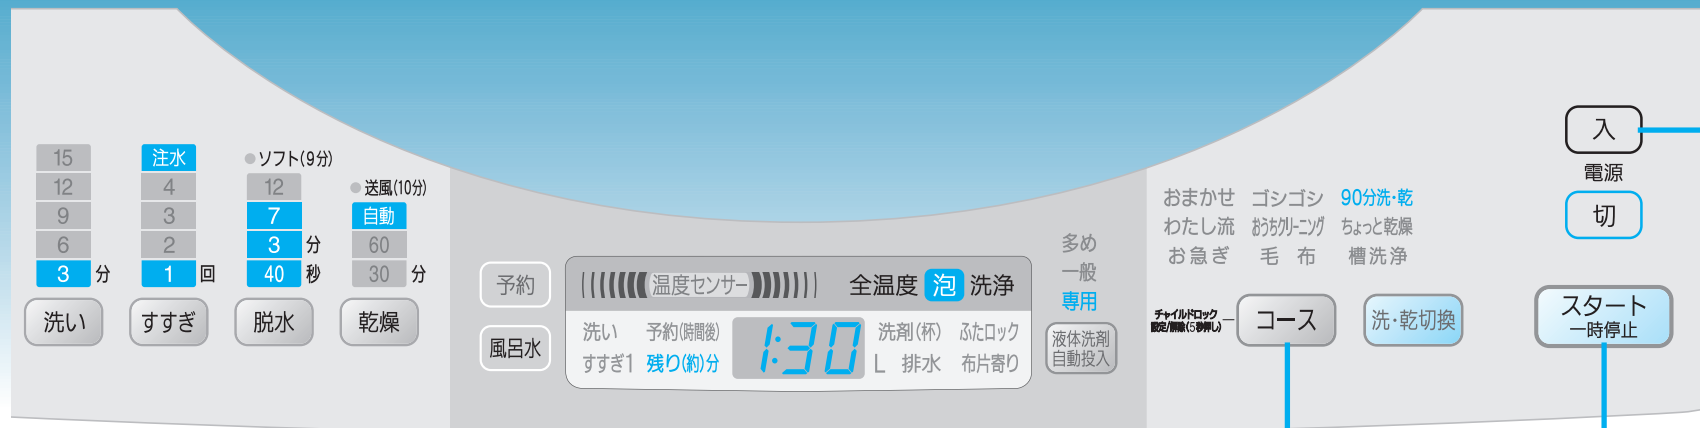 15
12
9
6
3 分
洗い
注水
4
3
2
1 回
すすぎ
ソフト(9分)
12
7
3 分
40 秒
脱水
送風(10分)
自動
60
30 分
乾燥
予約
風呂水
温度センサー
全温度 泡 洗浄
洗い 予約(時間後) 1:30 洗剤(杯) ふたロック
すすぎ1 残り(約)分 L 排水 布片寄り
多め
一般
専用
液体洗剤
自動投入
おまかせ ゴシゴシ 90分洗・乾
わたし流 おうちクリーニング ちょっと乾燥
お急ぎ 毛布 槽洗浄
チャイルドロック
設定/解除(5秒押し)
コース
洗・乾切換
入
電源
切
スタート
一時停止